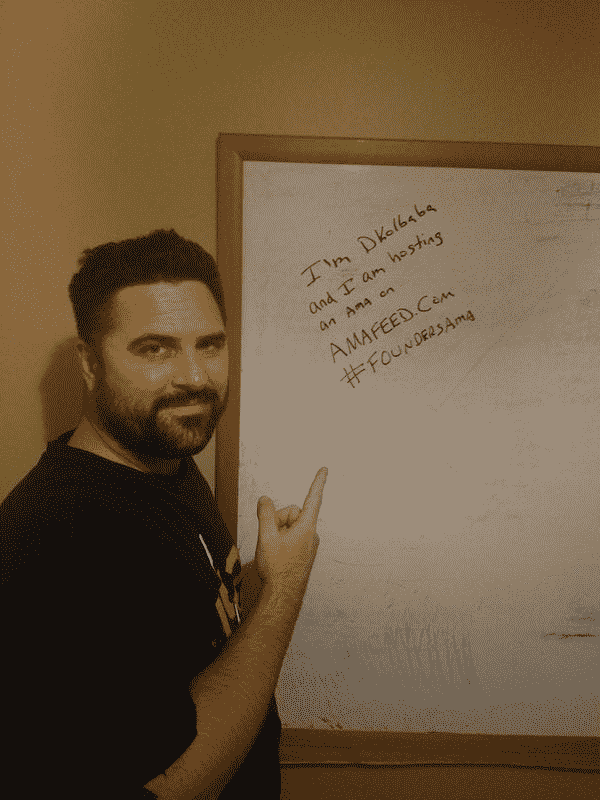 I'm DKolbaba
and I am hosting
an AMA on
AMAFEED.Com
#FOUNDERSAMA